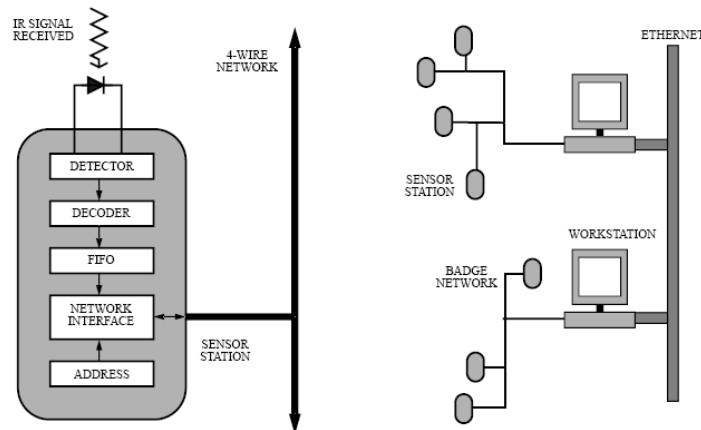 IR SIGNAL
RECEIVED
4-WIRE
NETWORK
DETECTOR
DECODER
FIFO
NETWORK
INTERFACE
ADDRESS
SENSOR
STATION
ETHERNET
SENSOR
STATION
WORKSTATION
BADGE
NETWORK